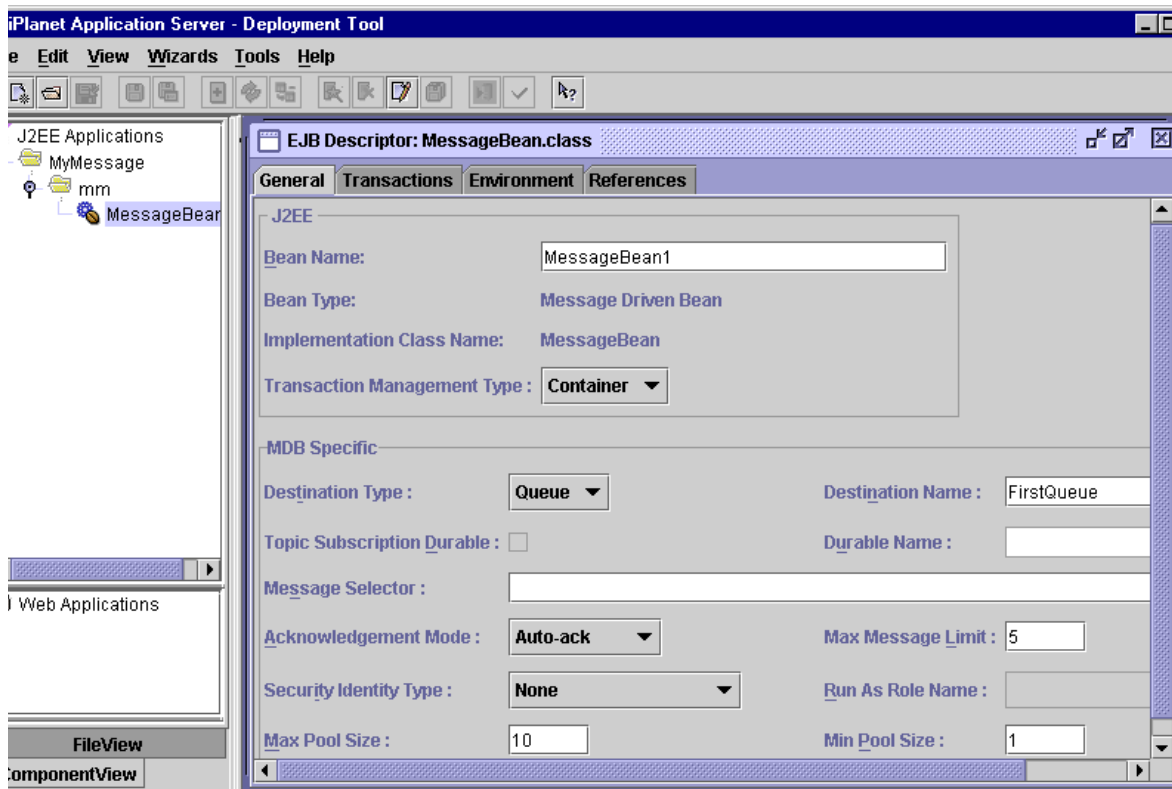 iPlanet Application Server - Deployment Tool
e Edit View Wizards Tools Help
J2EE Applications
MyMessage
mm
MessageBear
Web Applications
FileView
ComponentView
EJB Descriptor: MessageBean.class
General Transactions Environment References
J2EE
Bean Name: MessageBean1
Bean Type: Message Driven Bean
Implementation Class Name: MessageBean
Transaction Management Type : Container
MDB Specific
Destination Type : Queue Destination Name : FirstQueue
Topic Subscription Durable : Durable Name :
Message Selector :
Acknowledgement Mode : Auto-ack Max Message Limit : 5
Security Identity Type : None Run As Role Name :
Max Pool Size : 10 Min Pool Size : 1